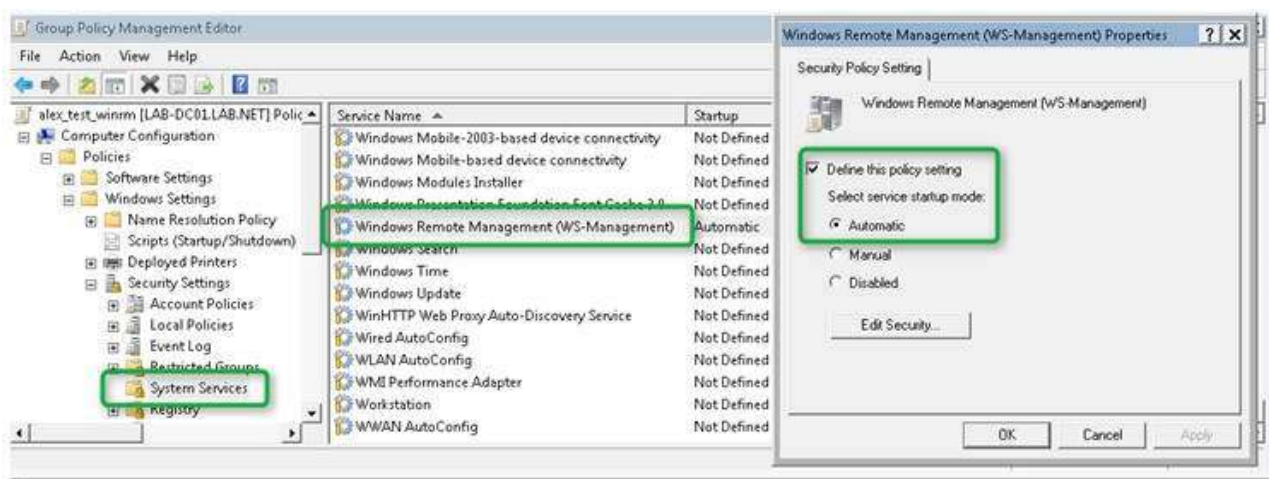 Group Policy Management Editor
File Action View Help
alex_test_winrm [LAB-DC01.LAB.NET] Polic
Computer Configuration
Policies
Software Settings
Windows Settings
Name Resolution Policy
Scripts (Startup/Shutdown)
Deployed Printers
Security Settings
Account Policies
Local Policies
Event Log
Restricted Groups
System Services
Registry
Service Name Startup
Windows Mobile-2003-based device connectivity Not Defined
Windows Mobile-based device connectivity Not Defined
Windows Modules Installer Not Defined
Windows Presentation Foundation Font Cache 3.0 Not Defined
Windows Remote Management (WS-Management) Automatic
Windows Search Not Defined
Windows Time Not Defined
Windows Update Not Defined
WinHTTP Web Proxy Auto-Discovery Service Not Defined
Wired AutoConfig Not Defined
WLAN AutoConfig Not Defined
WMI Performance Adapter Not Defined
Workstation Not Defined
WWAN AutoConfig Not Defined
Windows Remote Management (WS-Management) Properties
Security Policy Setting
Windows Remote Management (WS-Management)
Define this policy setting
Select service startup mode:
Automatic
Manual
Disabled
Edit Security...
OK Cancel Apply